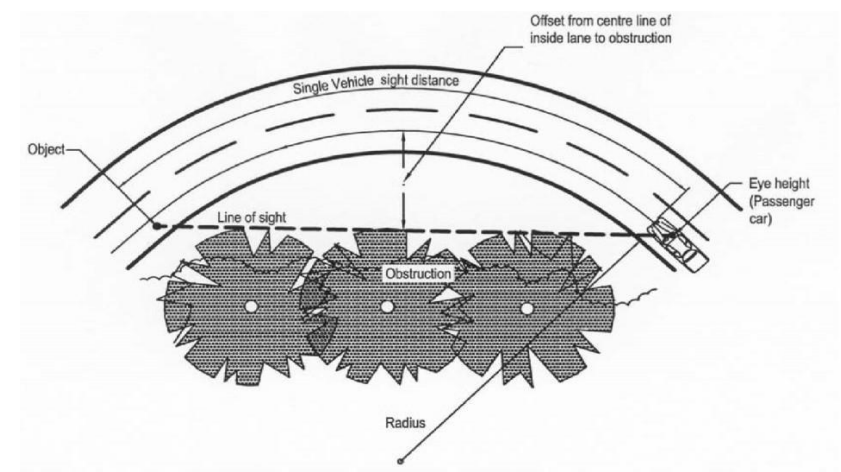 Offset from centre line of
inside lane to obstruction
Single Vehicle sight distance
Object
Eye height
(Passenger
car)
Line of sight
Obstruction
Radius